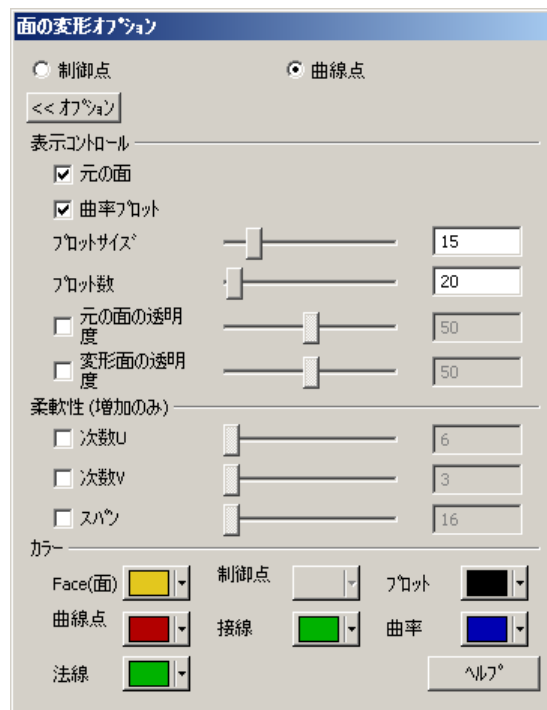 面の変形ｵﾌﾟｼｮﾝ
制御点 曲線点
<< ｵﾌﾟｼｮﾝ
表示ｺﾝﾄﾛｰﾙ
元の面
曲率ﾌﾟﾛｯﾄ
ﾌﾟﾛｯﾄｻｲｽﾞ 15
ﾌﾟﾛｯﾄ数 20
元の面の透明
度 50
変形面の透明
度 50
柔軟性 (増加のみ)
次数U 6
次数V 3
ｽﾊﾟﾝ 16
ｶﾗｰ
Face(面) 制御点 ﾌﾟﾛｯﾄ
曲線点 接線 曲率
法線 ﾍﾙﾌﾟ